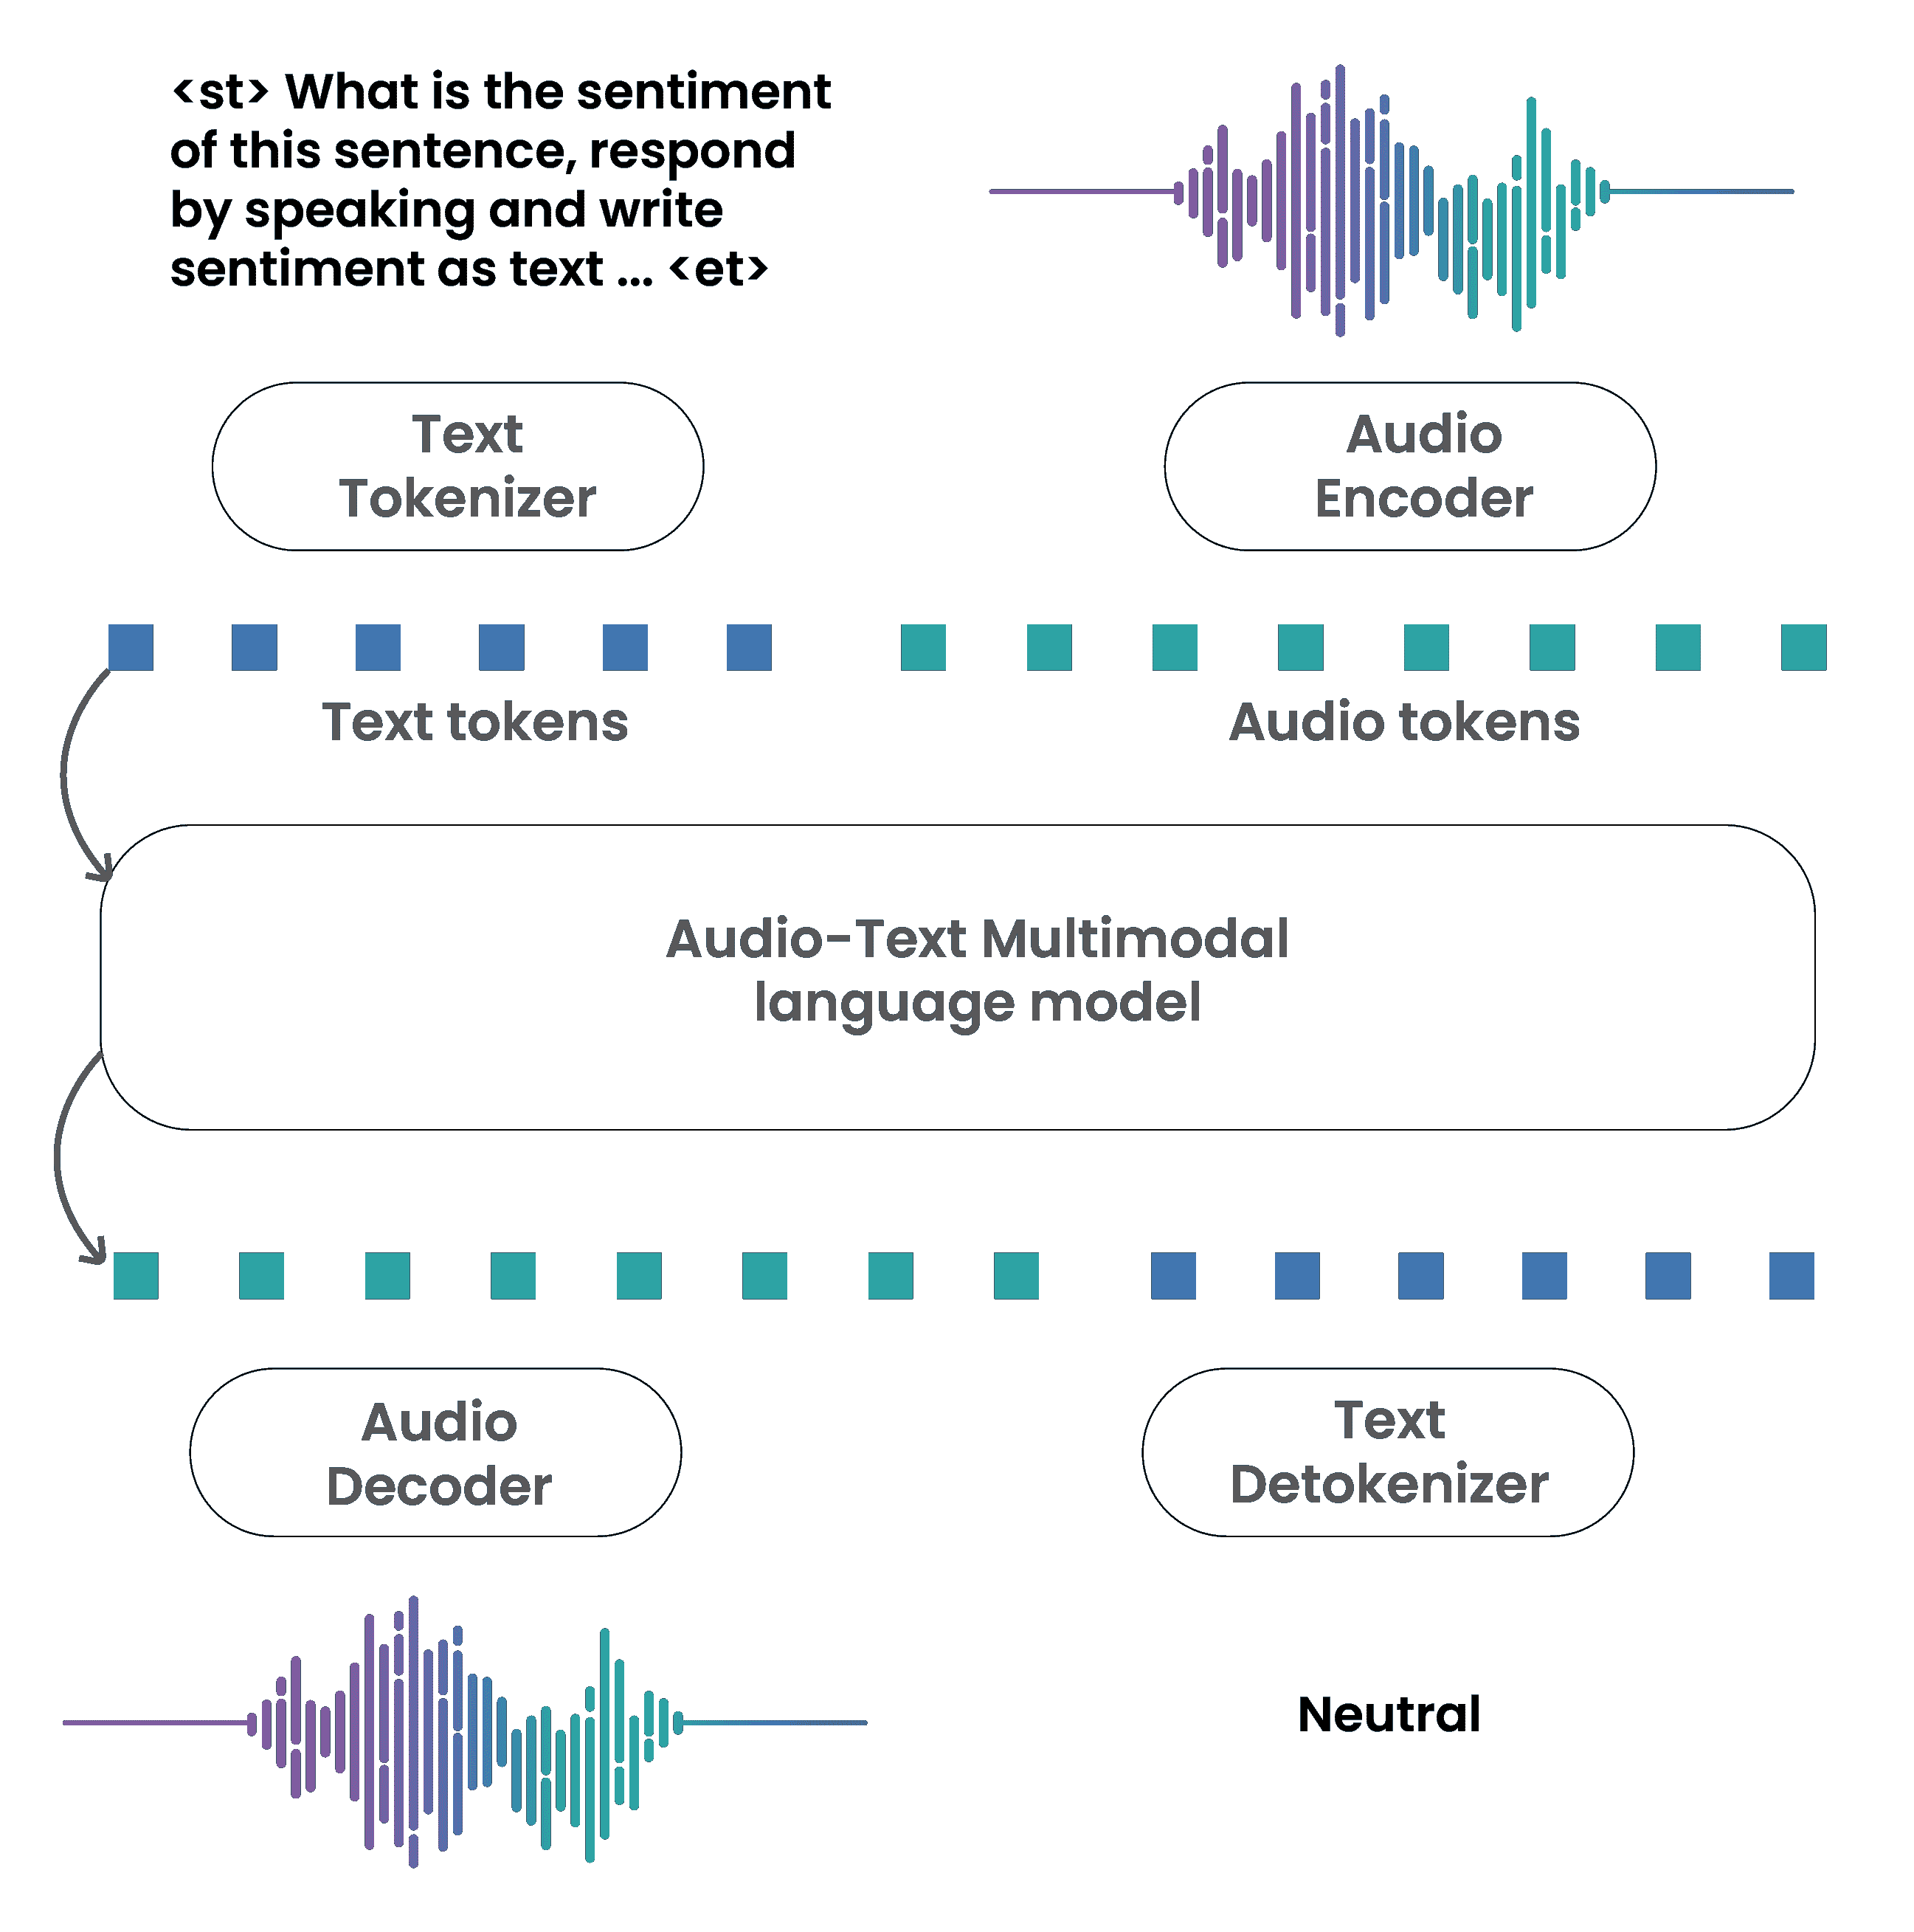 <st> What is the sentiment
of this sentence, respond
by speaking and write
sentiment as text ... <et>
Text
Tokenizer
Audio
Encoder
Text tokens
Audio tokens
Audio-Text Multimodal
language model
Audio
Decoder
Text
Detokenizer
Neutral